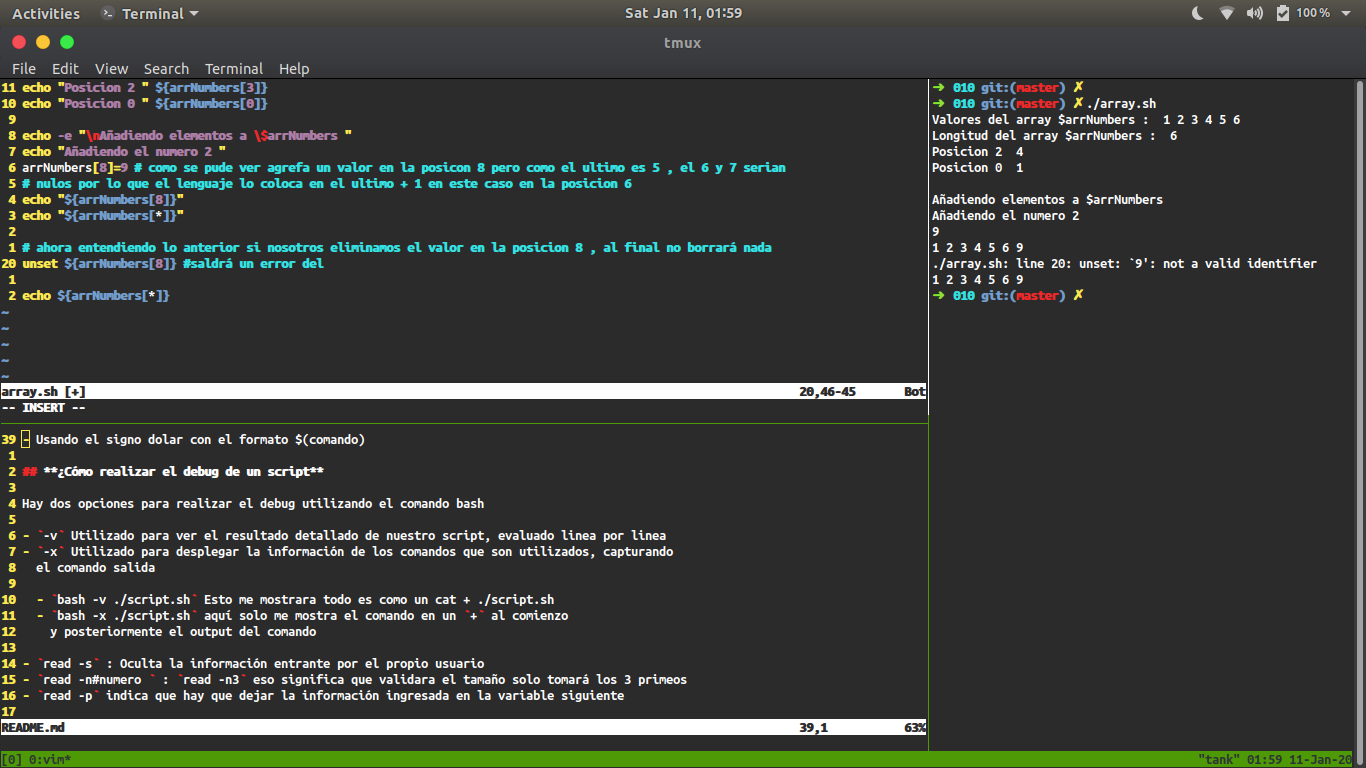 Activities Terminal Sat Jan 11, 01:59 100 %
tmux
File Edit View Search Terminal Help
11 echo "Posicion 2 " ${arrNumbers[3]}
10 echo "Posicion 0 " ${arrNumbers[0]}
9
8 echo -e "\nAñadiendo elementos a \$arrNumbers "
7 echo "Añadiendo el numero 2 "
6 arrNumbers[8]=9 # como se pude ver agrefa un valor en la posicon 8 pero como el ultimo es 5 , el 6 y 7 serian
5 # nulos por lo que el lenguaje lo coloca en el ultimo + 1 en este caso en la posicion 6
4 echo "${arrNumbers[8]}"
3 echo "${arrNumbers[*]}"
2
1 # ahora entendiendo lo anterior si nosotros eliminamos el valor en la posicion 8 , al final no borrará nada
20 unset ${arrNumbers[8]} #saldrá un error del
1
2 echo ${arrNumbers[*]}
~
~
~
~
~
array.sh [+] 20,46-45 Bot
-- INSERT --
39 - Usando el signo dolar con el formato $(comando)
1
2 ## **¿Cómo realizar el debug de un script**
3
4 Hay dos opciones para realizar el debug utilizando el comando bash
5
6 - `-v` Utilizado para ver el resultado detallado de nuestro script, evaluado linea por linea
7 - `-x` Utilizado para desplegar la información de los comandos que son utilizados, capturando
8 el comando salida
9
10 - `bash -v ./script.sh` Esto me mostrara todo es como un cat + ./script.sh
11 - `bash -x ./script.sh` aquí solo me mostra el comando en un `+` al comienzo
12 y posteriormente el output del comando
13
14 - `read -s` : Oculta la información entrante por el propio usuario
15 - `read -n#numero ` : `read -n3` eso significa que validara el tamaño solo tomará los 3 primeos
16 - `read -p` indica que hay que dejar la información ingresada en la variable siguiente
17
README.md 39,1 63%
➜ 010 git:(master) ✗
➜ 010 git:(master) ✗ ./array.sh
Valores del array $arrNumbers : 1 2 3 4 5 6
Longitud del array $arrNumbers : 6
Posicion 2 4
Posicion 0 1
Añadiendo elementos a $arrNumbers
Añadiendo el numero 2
9
1 2 3 4 5 6 9
./array.sh: line 20: unset: `9': not a valid identifier
1 2 3 4 5 6 9
➜ 010 git:(master) ✗
[0] 0:vim* "tank" 01:59 11-Jan-20